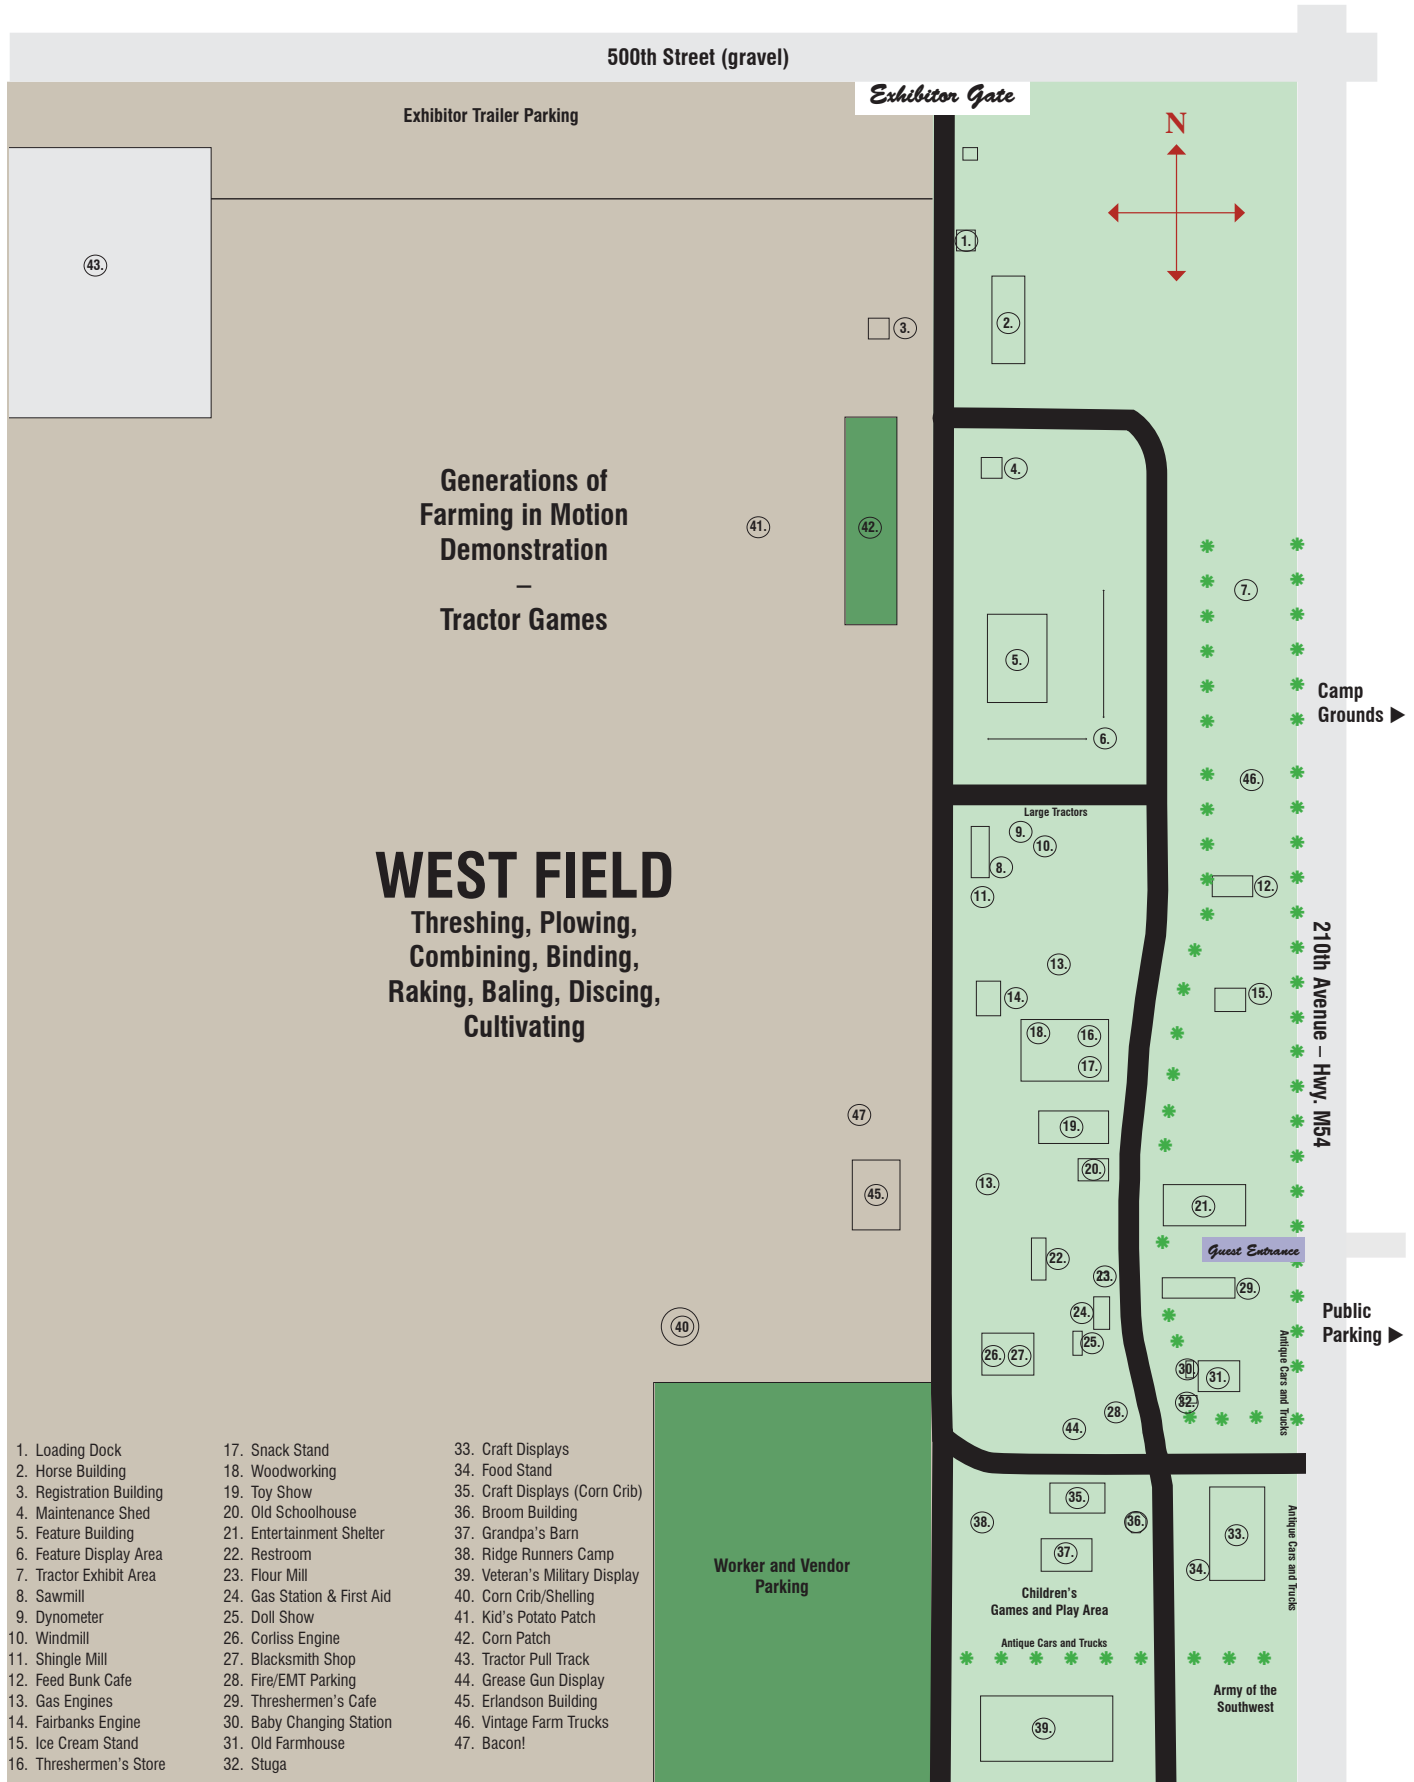 500th Street (gravel)
Exhibitor Gate
Exhibitor Trailer Parking
N
1.
43.
2.
3.
4.
Generations of
Farming in Motion
Demonstration
–
Tractor Games
41.
42.
7.
5.
Camp
Grounds
6.
46.
Large Tractors
9.
10.
8.
11.
12.
WEST FIELD
Threshing, Plowing,
Combining, Binding,
Raking, Baling, Discing,
Cultivating
210th Avenue – Hwy. M54
13.
14.
15.
18.
16.
17.
47
19.
20.
13.
45.
21.
Guest Entrance
22.
23.
29.
24.
40
25.
Public
Parking
26.
27.
30.
31.
32.
Antique Cars and Trucks
28.
44.
35.
38.
36.
33.
37.
34.
Antique Cars and Trucks
Worker and Vendor
Parking
Children's
Games and Play Area
Antique Cars and Trucks
Army of the
Southwest
39.
1. Loading Dock
2. Horse Building
3. Registration Building
4. Maintenance Shed
5. Feature Building
6. Feature Display Area
7. Tractor Exhibit Area
8. Sawmill
9. Dynometer
10. Windmill
11. Shingle Mill
12. Feed Bunk Cafe
13. Gas Engines
14. Fairbanks Engine
15. Ice Cream Stand
16. Threshermen's Store
17. Snack Stand
18. Woodworking
19. Toy Show
20. Old Schoolhouse
21. Entertainment Shelter
22. Restroom
23. Flour Mill
24. Gas Station & First Aid
25. Doll Show
26. Corliss Engine
27. Blacksmith Shop
28. Fire/EMT Parking
29. Threshermen's Cafe
30. Baby Changing Station
31. Old Farmhouse
32. Stuga
33. Craft Displays
34. Food Stand
35. Craft Displays (Corn Crib)
36. Broom Building
37. Grandpa's Barn
38. Ridge Runners Camp
39. Veteran's Military Display
40. Corn Crib/Shelling
41. Kid's Potato Patch
42. Corn Patch
43. Tractor Pull Track
44. Grease Gun Display
45. Erlandson Building
46. Vintage Farm Trucks
47. Bacon!